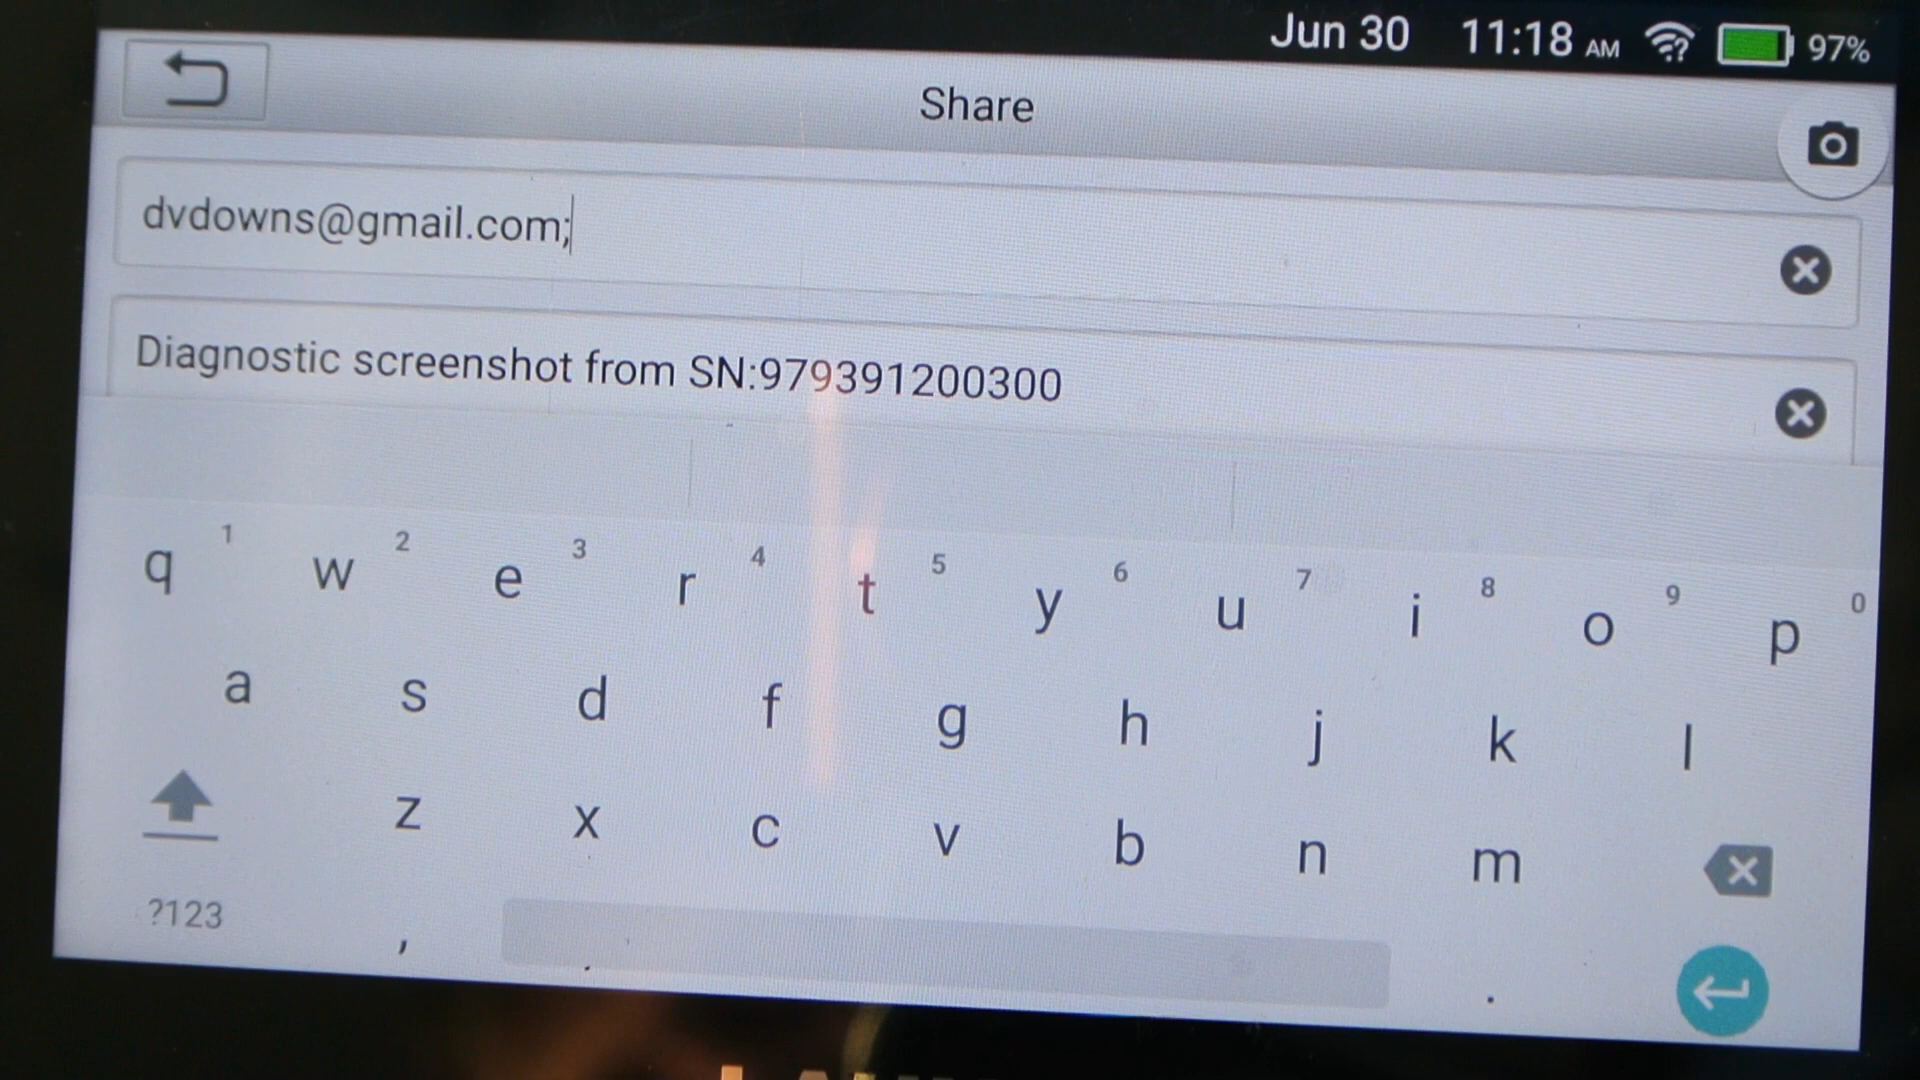 Jun 30 11:18 AM 97%
Share
dvdowns@gmail.com;
Diagnostic screenshot from SN:979391200300
q 1 w 2 e 3 r 4 t 5 y 6 u 7 i 8 o 9 p 0
a s d f g h j k l
z x c v b n m
?123 , .